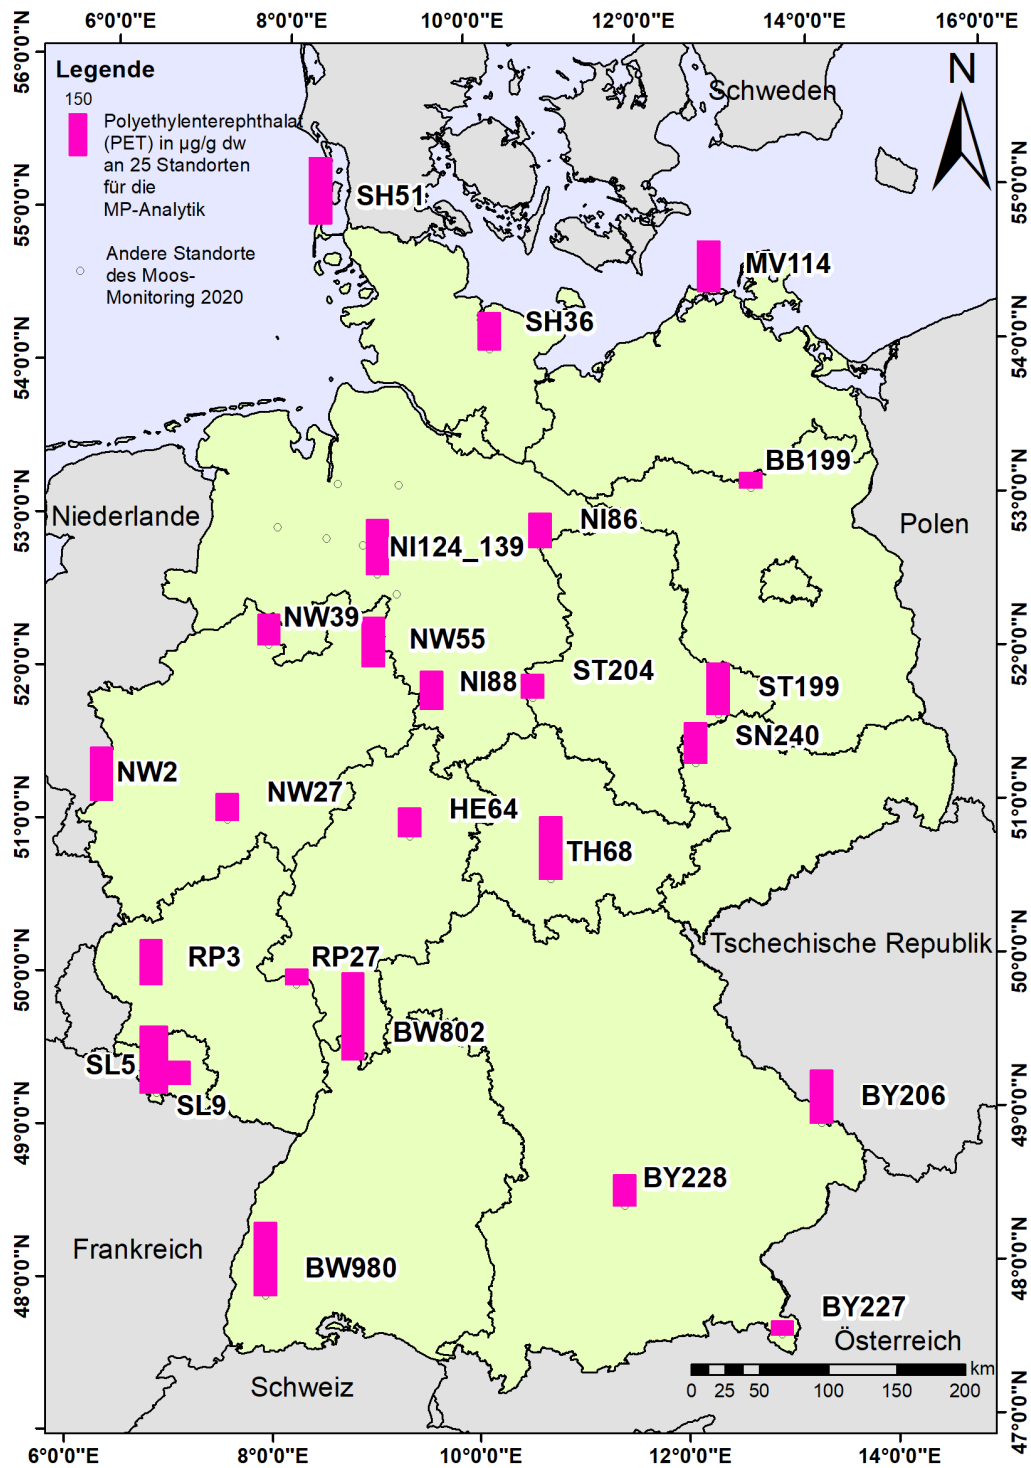 6°0'0"E 8°0'0"E 10°0'0"E 12°0'0"E 14°0'0"E 16°0'0"E
56°0'0"N
55°0'0"N
54°0'0"N
53°0'0"N
52°0'0"N
51°0'0"N
50°0'0"N
49°0'0"N
48°0'0"N
Legende
150
Polyethylenterephthalat
(PET) in µg/g dw
an 25 Standorten
für die
MP-Analytik
Andere Standorte
des Moos-
Monitoring 2020
N
Schweden
SH51
MV114
SH36
BB199
Niederlande
NI86
Polen
NI124_139
NW39
NW55
NI88
ST204
ST199
SN240
NW2
NW27
HE64
TH68
Tschechische Republik
RP3
RP27
BW802
SL5
SL9
BY206
BY228
Frankreich
BW980
BY227
Österreich
Schweiz
km
0 25 50 100 150 200
55°0'0"N
54°0'0"N
53°0'0"N
52°0'0"N
51°0'0"N
50°0'0"N
49°0'0"N
48°0'0"N
47°0'0"N
6°0'0"E 8°0'0"E 10°0'0"E 12°0'0"E 14°0'0"E